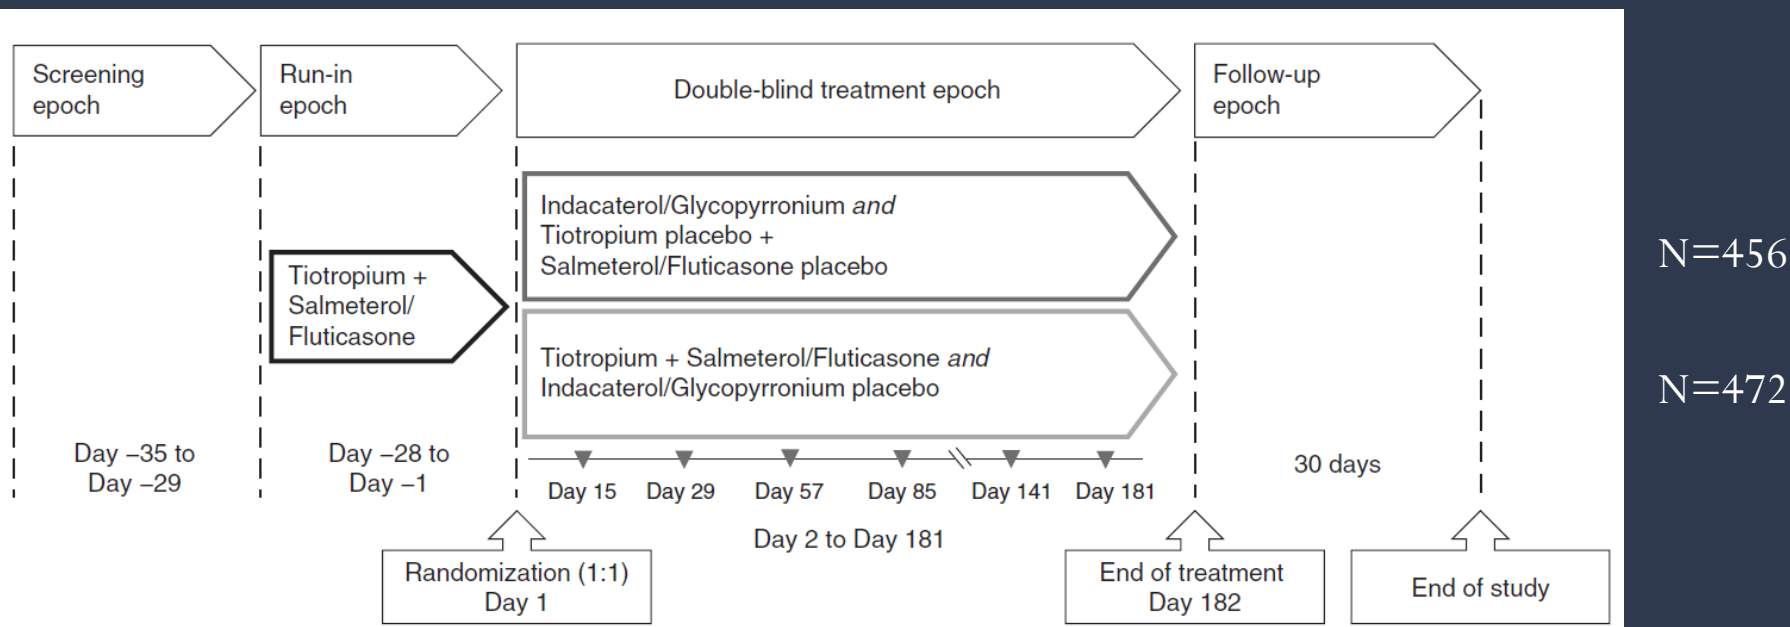 Screening
epoch
Run-in
epoch
Double-blind treatment epoch
Follow-up
epoch
Indacaterol/Glycopyrronium and
Tiotropium placebo +
Salmeterol/Fluticasone placebo
N=456
Tiotropium +
Salmeterol/
Fluticasone
Tiotropium + Salmeterol/Fluticasone and
Indacaterol/Glycopyrronium placebo
N=472
Day −35 to
Day −29
Day −28 to
Day −1
Day 15 Day 29 Day 57 Day 85 Day 141 Day 181
30 days
Day 2 to Day 181
Randomization (1:1)
Day 1
End of treatment
Day 182
End of study